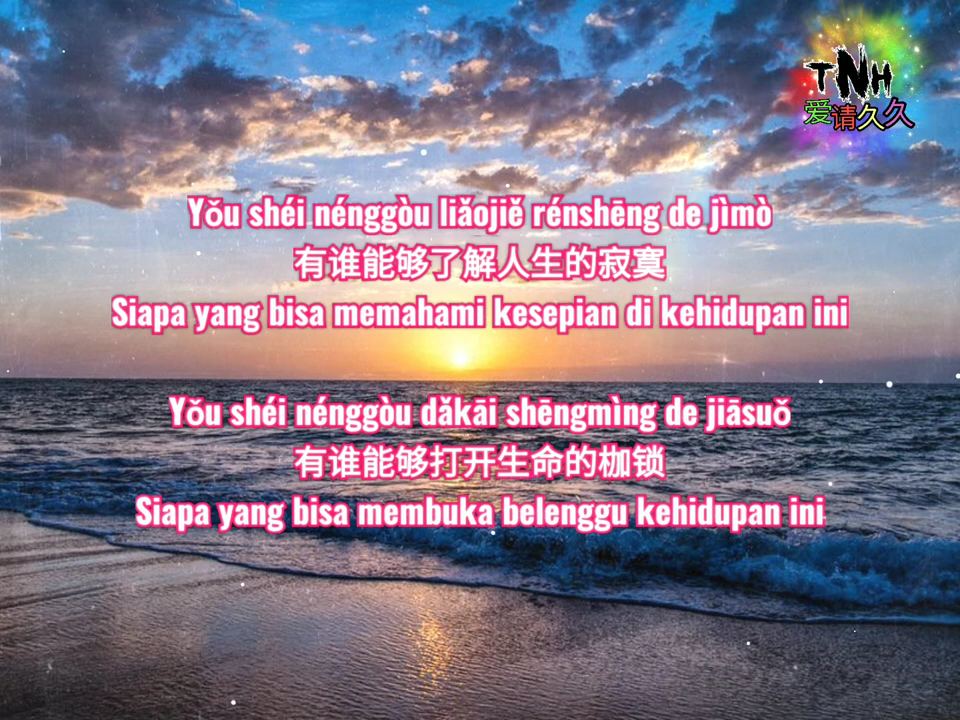 TNH
爱请久久
Yǒu shéi nénggòu liǎojiě rénshēng de jìmò
有谁能够了解人生的寂寞
Siapa yang bisa memahami kesepian di kehidupan ini
Yǒu shéi nénggòu dǎkāi shēngmìng de jiāsuǒ
有谁能够打开生命的枷锁
Siapa yang bisa membuka belenggu kehidupan ini